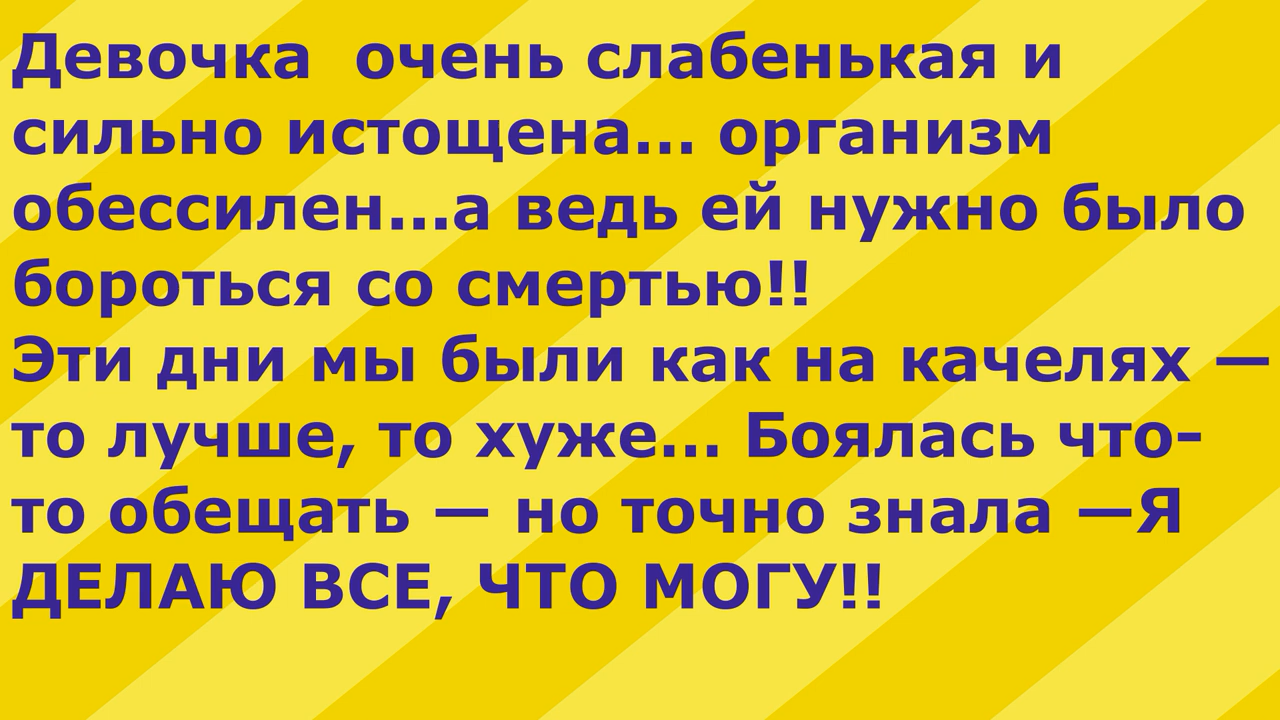 Девочка  очень слабенькая и
сильно истощена... организм
обессилен...а ведь ей нужно было
бороться со смертью!!
Эти дни мы были как на качелях —
то лучше, то хуже... Боялась что-
то обещать — но точно знала —Я
ДЕЛАЮ ВСЕ, ЧТО МОГУ!!